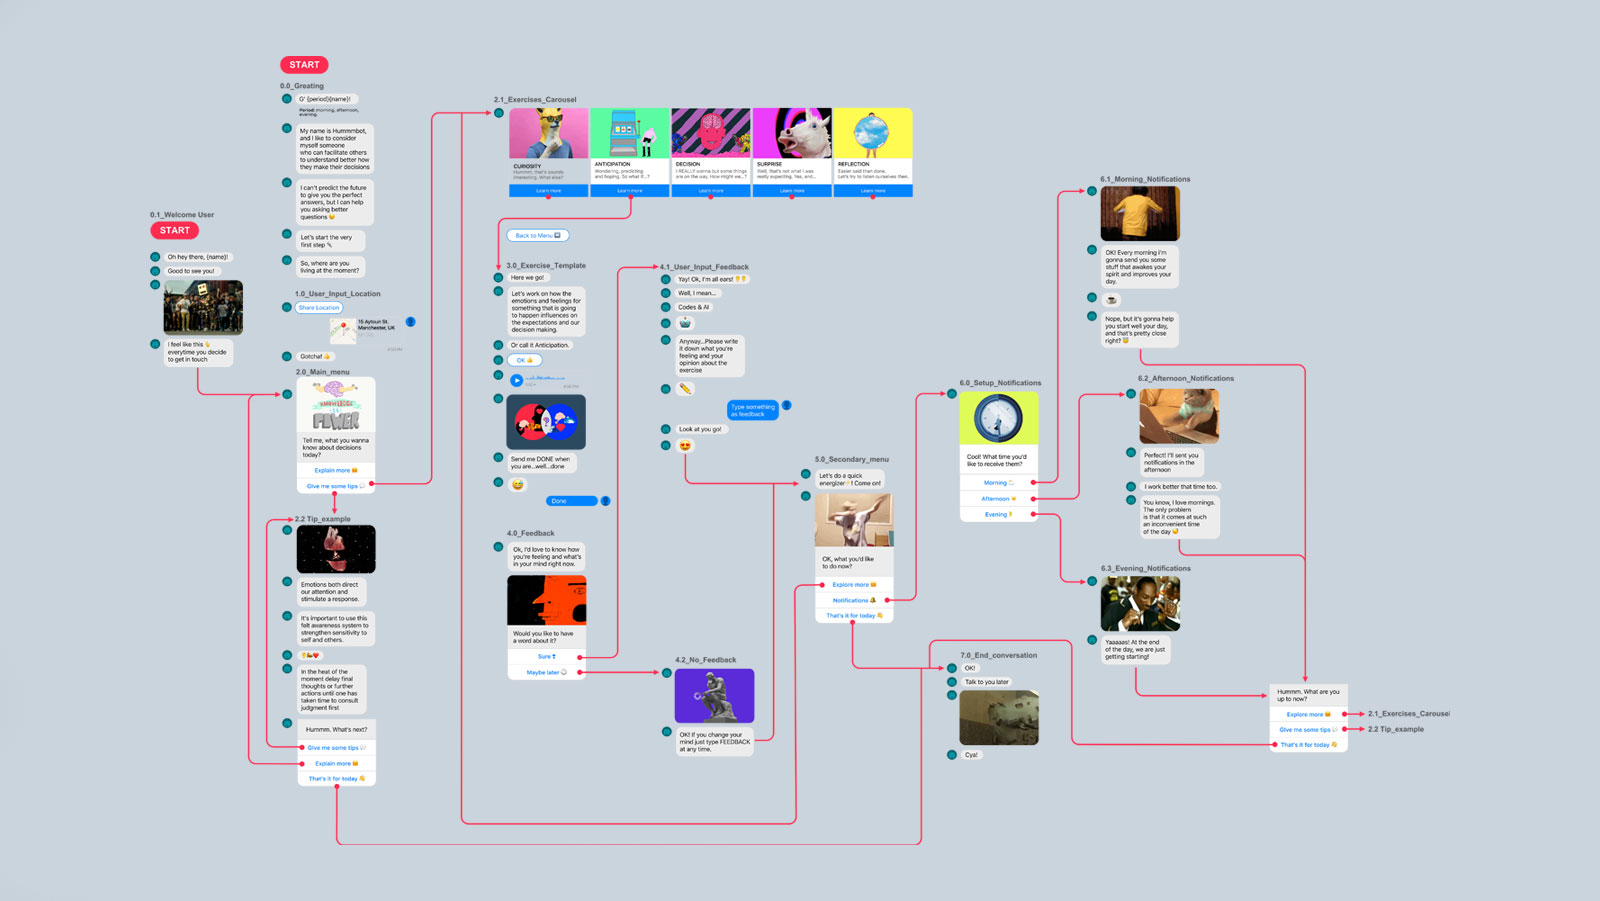 START
0.0_Greating
G' {period}{name}!
Period: morning, afternoon,
evening.
My name is Hummmbot,
and I like to consider
myself someone
who can facilitate others
to understand better how
they make their decisions
I can't predict the future
to give you the perfect
answers, but I can help
you asking better
questions 😉
Let's start the very
first step
So, where are you
living at the moment?
0.1_Welcome User
START
Oh hey there, {name}!
Good to see you!
I feel like this
everytime you decide
to get in touch
1.0_User_Input_Location
Share Location
15 Aytoun St.
Manchester, UK
Gotcha! 👍
2.0_Main_menu
KNOWLEDGE
IS
POWER
Tell me, what you wanna
know about decisions
today?
Explain more
Give me some tips
2.2 Tip_example
Emotions both direct
our attention and
stimulate a response.
It's important to use this
felt awareness system to
strengthen sensitivity to
self and others.
In the heat of the
moment delay final
thoughts or further
actions until one has
taken time to consult
judgment first
Hummm. What's next?
Give me some tips
Explain more
That's it for today 👋
2.1_Exercises_Carousel
CURIOSITY
Hummm, that's sounds
interesting. What else?
Learn more
ANTICIPATION
Wondering, predicting
and hoping. So what if...?
Learn more
DECISION
I REALLY wanna but some things
are on the way. How might we...?
Learn more
SURPRISE
Well, that's not what I was
really expecting. Yes, and...
Learn more
REFLECTION
Easier said than done.
Let's try to listen ourselves then.
Learn more
Back to Menu
3.0_Exercise_Template
Here we go!
Let's work on how the
emotions and feelings for
something that is going
to happen influences on
the expectations and our
decision making.
Or call it Anticipation.
OK 👍
Send me DONE when
you are...well...done
😅
Done
4.0_Feedback
Ok, I'd love to know how
you're feeling and what's
in your mind right now.
Would you like to have
a word about it?
Sure
Maybe later
4.1_User_Input_Feedback
Yay! Ok, I'm all ears!
Well, I mean...
Codes & AI
🤖
Anyway...Please write
it down what you're
feeling and your
opinion about the
exercise
✏️
Type something
as feedback
Look at you go!
😍
4.2_No_Feedback
OK! If you change your
mind just type FEEDBACK
at any time.
5.0_Secondary_menu
Let's do a quick
energizer⚡! Come on!
OK, what you'd like
to do now?
Explore more
Notifications
That's it for today 👋
6.0_Setup_Notifications
Cool! What time you'd
like to receive them?
Morning
Afternoon
Evening
6.1_Morning_Notifications
OK! Every morning i'm
gonna send you some
stuff that awakes your
spirit and improves your
day.
☕
Nope, but it's gonna help
you start well your day,
and that's pretty close
right? 😇
6.2_Afternoon_Notifications
Perfect! I'll sent you
notifications in the
afternoon
I work better that time too.
You know, I love mornings.
The only problem
is that it comes at such
an inconvenient time
of the day
6.3_Evening_Notifications
Yaaaaas! At the end
of the day, we are just
getting starting!
7.0_End_conversation
OK!
Talk to you later
Cya!
Hummm. What are you
up to now?
Explore more
Give me some tips
That's it for today 👋
2.1_Exercises_Carousel
2.2 Tip_example